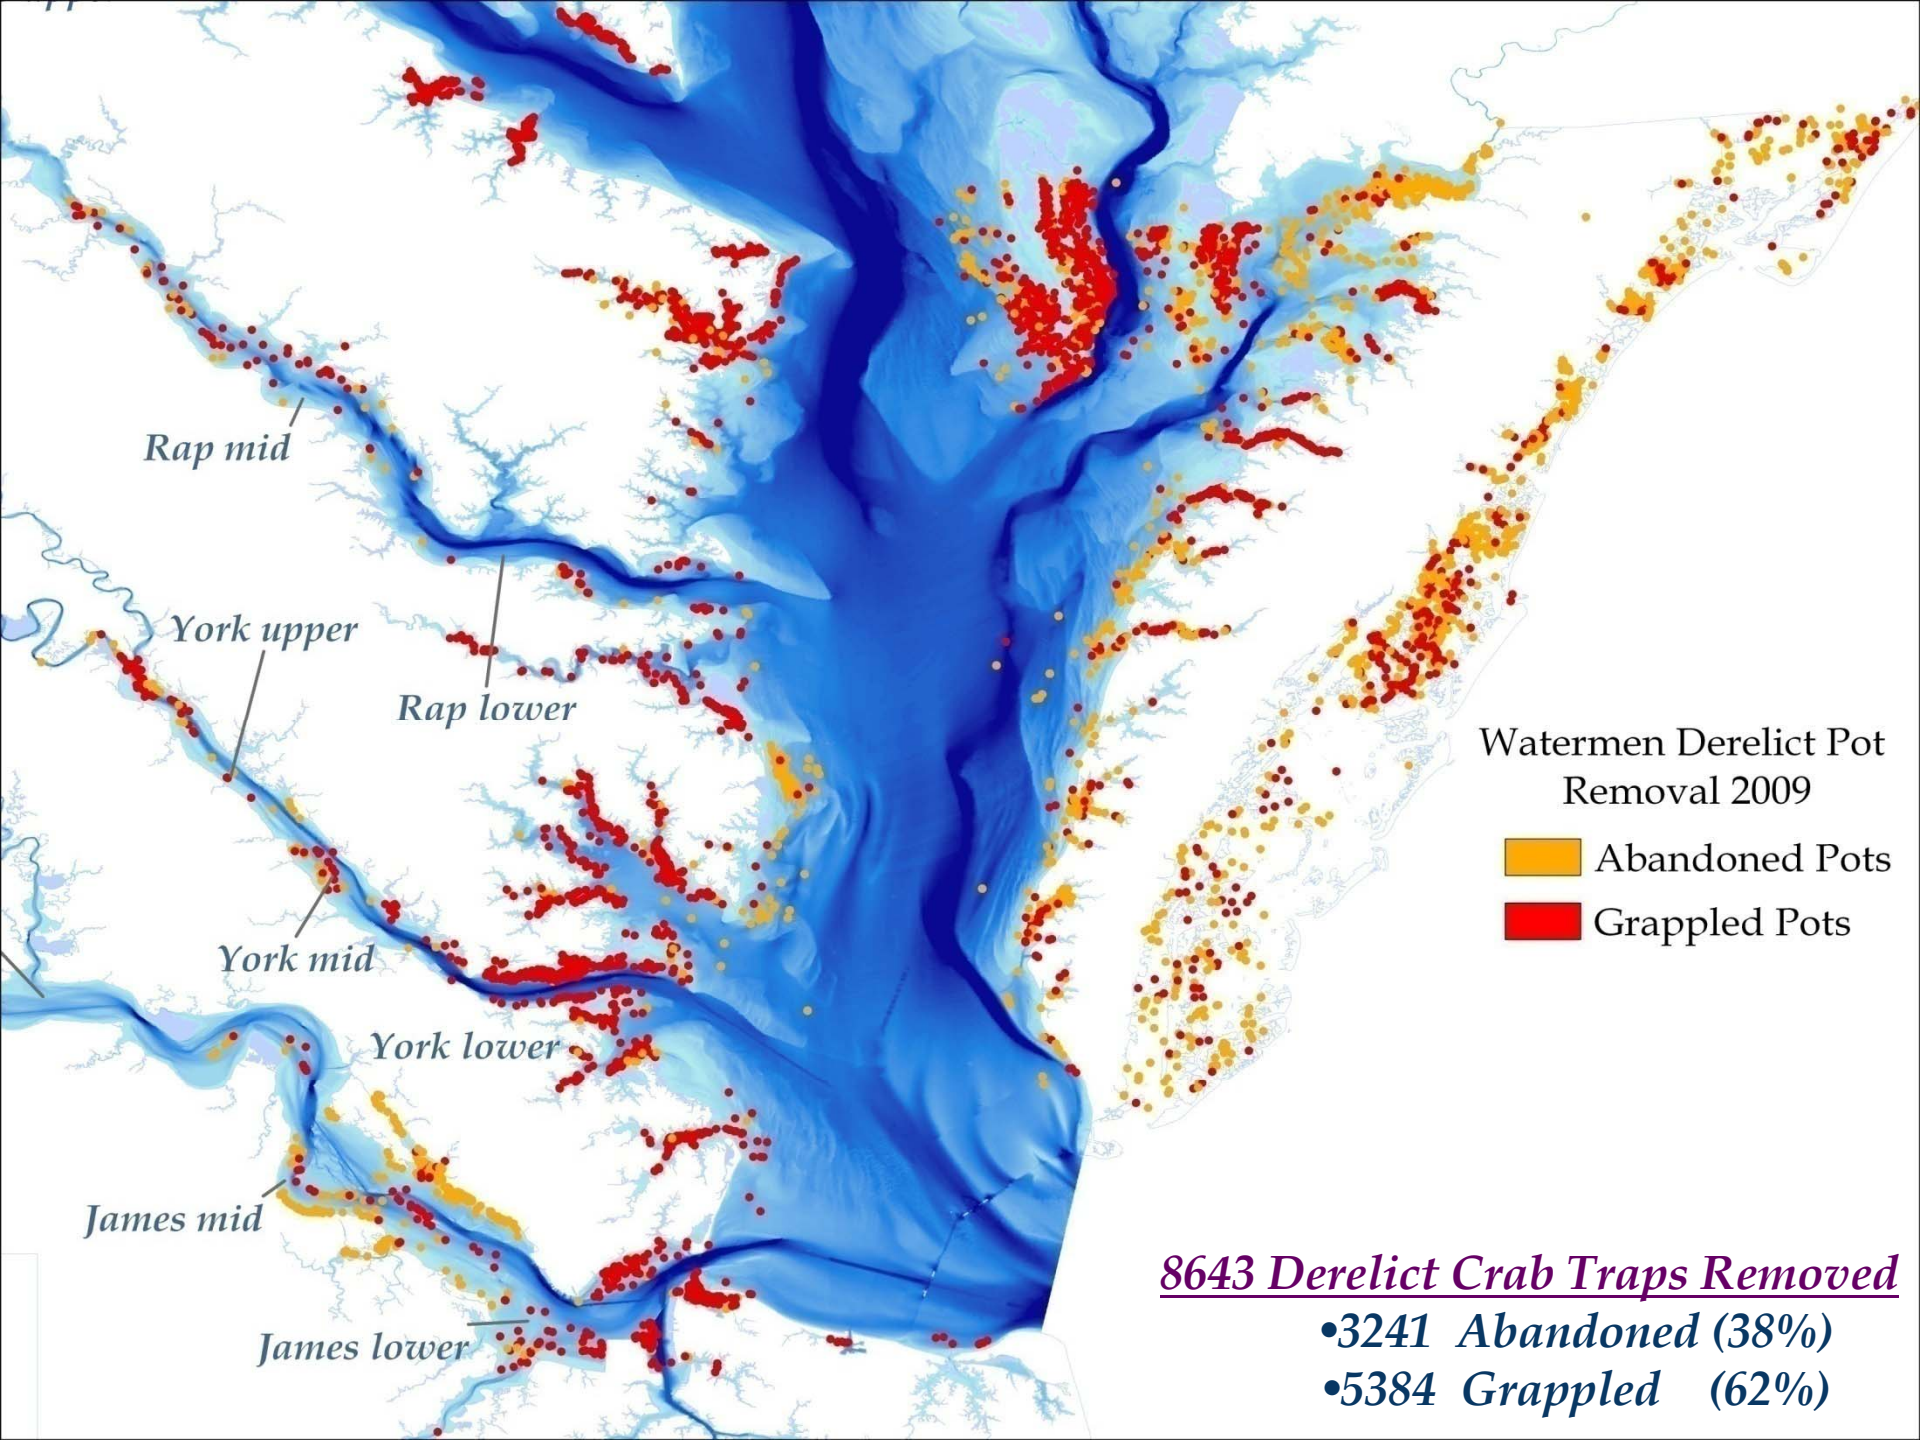 Rap mid
York upper
Rap lower
Watermen Derelict Pot
Removal 2009
Abandoned Pots
Grappled Pots
York mid
York lower
James mid
8643 Derelict Crab Traps Removed
•3241 Abandoned (38%)
James lower
•5384 Grappled (62%)